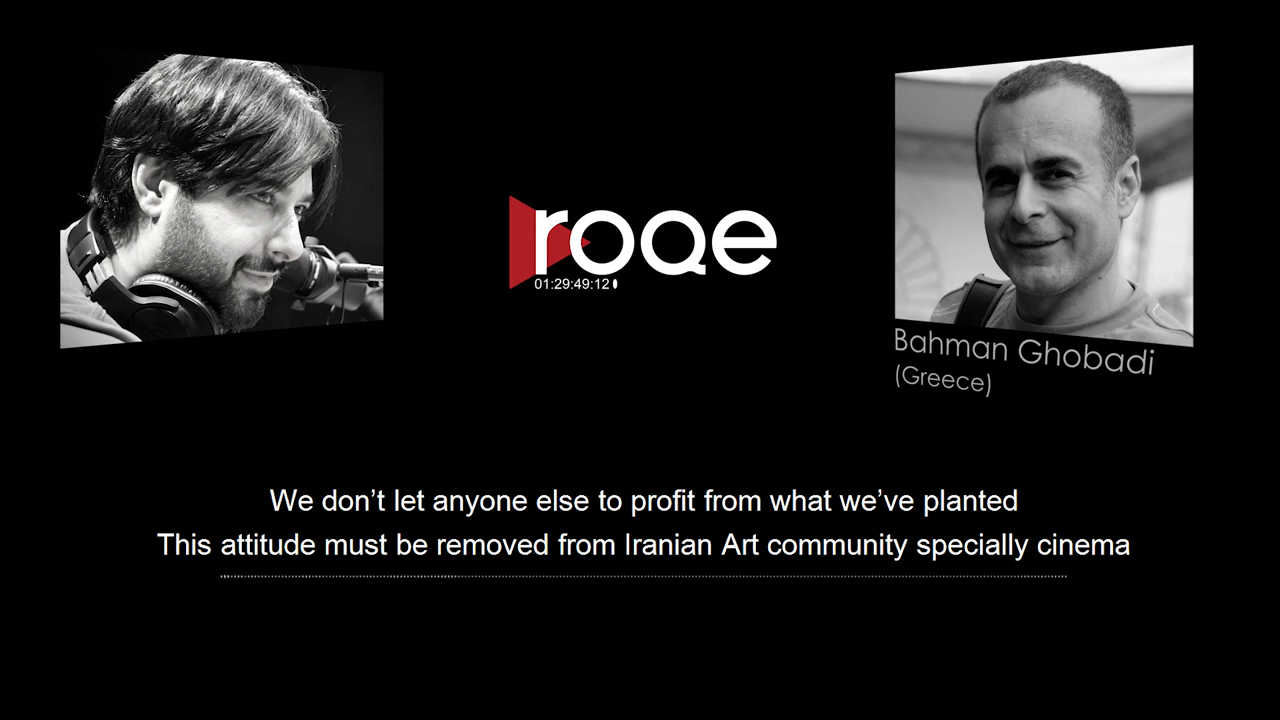 roqe
01:29:49:12
Bahman Ghobadi
(Greece)
We don’t let anyone else to profit from what we’ve planted
This attitude must be removed from Iranian Art community specially cinema